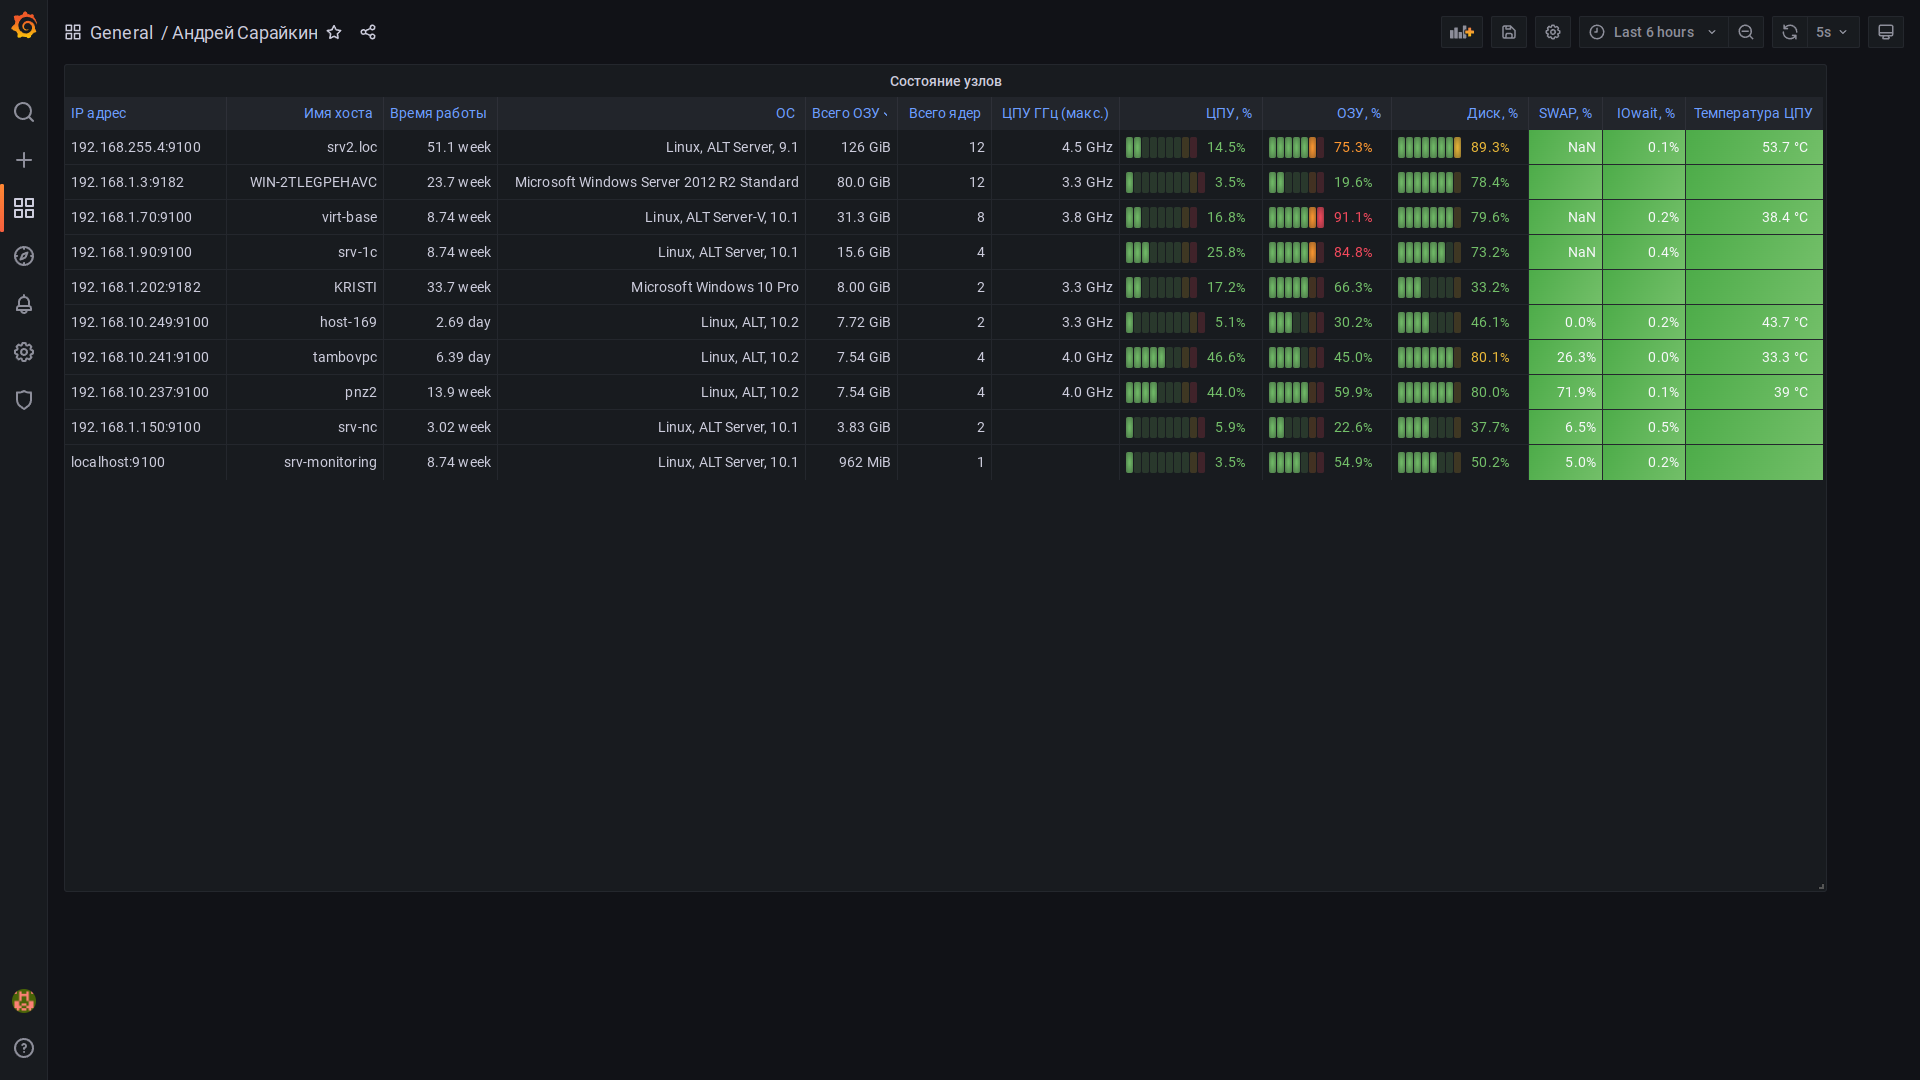 General / Андрей Сарайкин
Last 6 hours 5s
Состояние узлов
IP адрес Имя хоста Время работы ОС Всего ОЗУ Всего ядер ЦПУ ГГц (макс.) ЦПУ, % ОЗУ, % Диск, % SWAP, % IOwait, % Температура ЦПУ
192.168.255.4:9100 srv2.loc 51.1 week Linux, ALT Server, 9.1 126 GiB 12 4.5 GHz 14.5% 75.3% 89.3% NaN 0.1% 53.7 °C
192.168.1.3:9182 WIN-2TLEGPEHAVC 23.7 week Microsoft Windows Server 2012 R2 Standard 80.0 GiB 12 3.3 GHz 3.5% 19.6% 78.4%
192.168.1.70:9100 virt-base 8.74 week Linux, ALT Server-V, 10.1 31.3 GiB 8 3.8 GHz 16.8% 91.1% 79.6% NaN 0.2% 38.4 °C
192.168.1.90:9100 srv-1c 8.74 week Linux, ALT Server, 10.1 15.6 GiB 4 25.8% 84.8% 73.2% NaN 0.4%
192.168.1.202:9182 KRISTI 33.7 week Microsoft Windows 10 Pro 8.00 GiB 2 3.3 GHz 17.2% 66.3% 33.2%
192.168.10.249:9100 host-169 2.69 day Linux, ALT, 10.2 7.72 GiB 2 3.3 GHz 5.1% 30.2% 46.1% 0.0% 0.2% 43.7 °C
192.168.10.241:9100 tambovpc 6.39 day Linux, ALT, 10.2 7.54 GiB 4 4.0 GHz 46.6% 45.0% 80.1% 26.3% 0.0% 33.3 °C
192.168.10.237:9100 pnz2 13.9 week Linux, ALT, 10.2 7.54 GiB 4 4.0 GHz 44.0% 59.9% 80.0% 71.9% 0.1% 39 °C
192.168.1.150:9100 srv-nc 3.02 week Linux, ALT Server, 10.1 3.83 GiB 2 5.9% 22.6% 37.7% 6.5% 0.5%
localhost:9100 srv-monitoring 8.74 week Linux, ALT Server, 10.1 962 MiB 1 3.5% 54.9% 50.2% 5.0% 0.2%